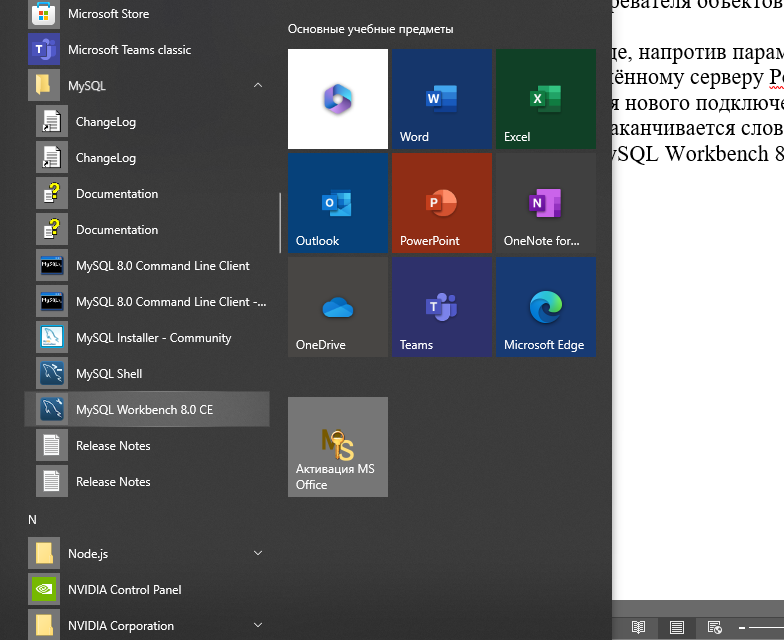 Microsoft Store
Microsoft Teams classic
MySQL
ChangeLog
ChangeLog
Documentation
Documentation
MySQL 8.0 Command Line Client
MySQL 8.0 Command Line Client -...
MySQL Installer - Community
MySQL Shell
MySQL Workbench 8.0 CE
Release Notes
Release Notes
N
Node.js
NVIDIA Control Panel
NVIDIA Corporation
Основные учебные предметы
Word
Excel
Outlook
PowerPoint
OneNote for...
OneDrive
Teams
Microsoft Edge
Активация MS
Office
ревателя объектов
це, напротив парам
лённому серверу Po
я нового подключе
аканчивается слов
ySQL Workbench 8